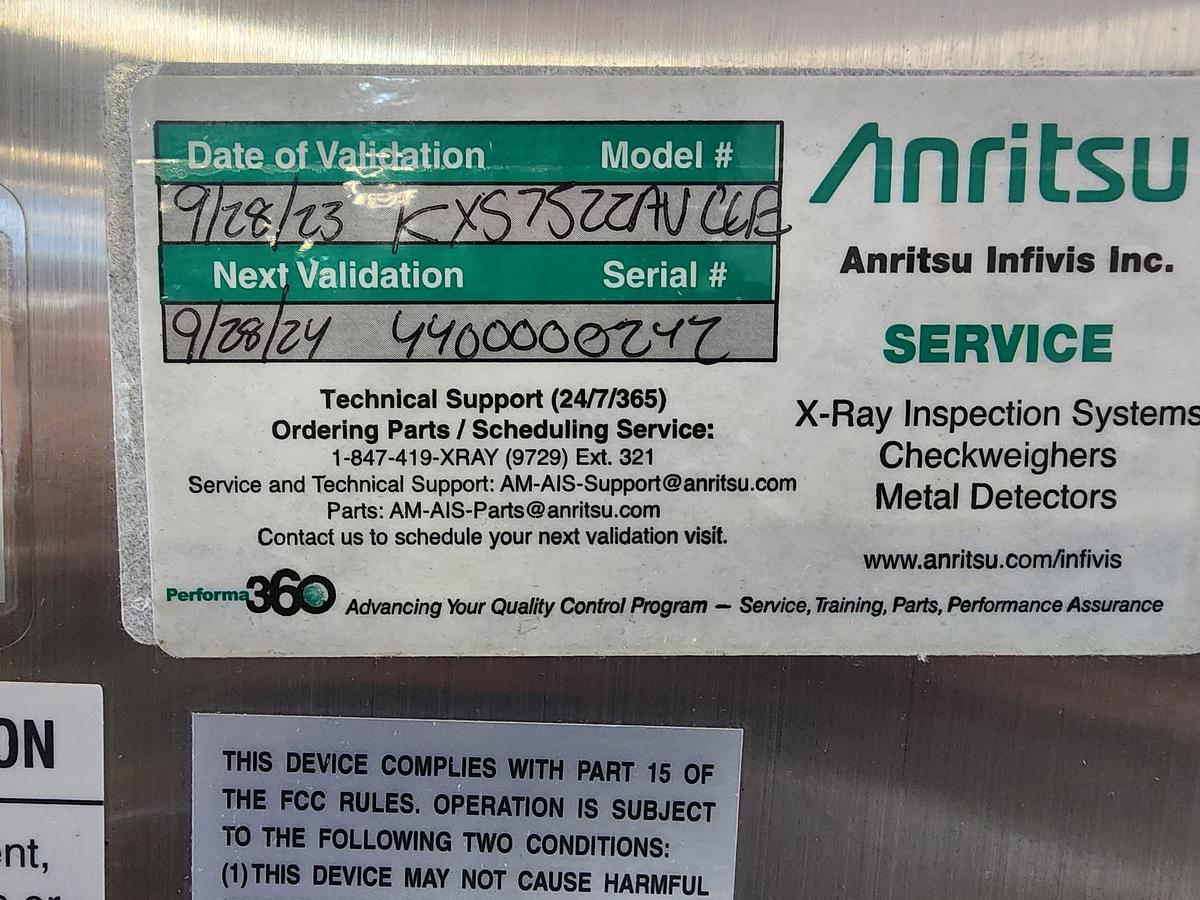 Date of Validation Model #
9/28/23 KXS7522AVCCE
Next Validation Serial #
9/28/24 4400000242
Technical Support (24/7/365)
Ordering Parts / Scheduling Service:
1-847-419-XRAY (9729) Ext. 321
Service and Technical Support: AM-AIS-Support@anritsu.com
Parts: AM-AIS-Parts@anritsu.com
Contact us to schedule your next validation visit.
Performa360 Advancing Your Quality Control Program — Service, Training, Parts, Performance Assurance
Anritsu
Anritsu Infivis Inc.
SERVICE
X-Ray Inspection Systems
Checkweighers
Metal Detectors
www.anritsu.com/infivis
ON
ent,
THIS DEVICE COMPLIES WITH PART 15 OF
THE FCC RULES. OPERATION IS SUBJECT
TO THE FOLLOWING TWO CONDITIONS:
(1) THIS DEVICE MAY NOT CAUSE HARMFUL